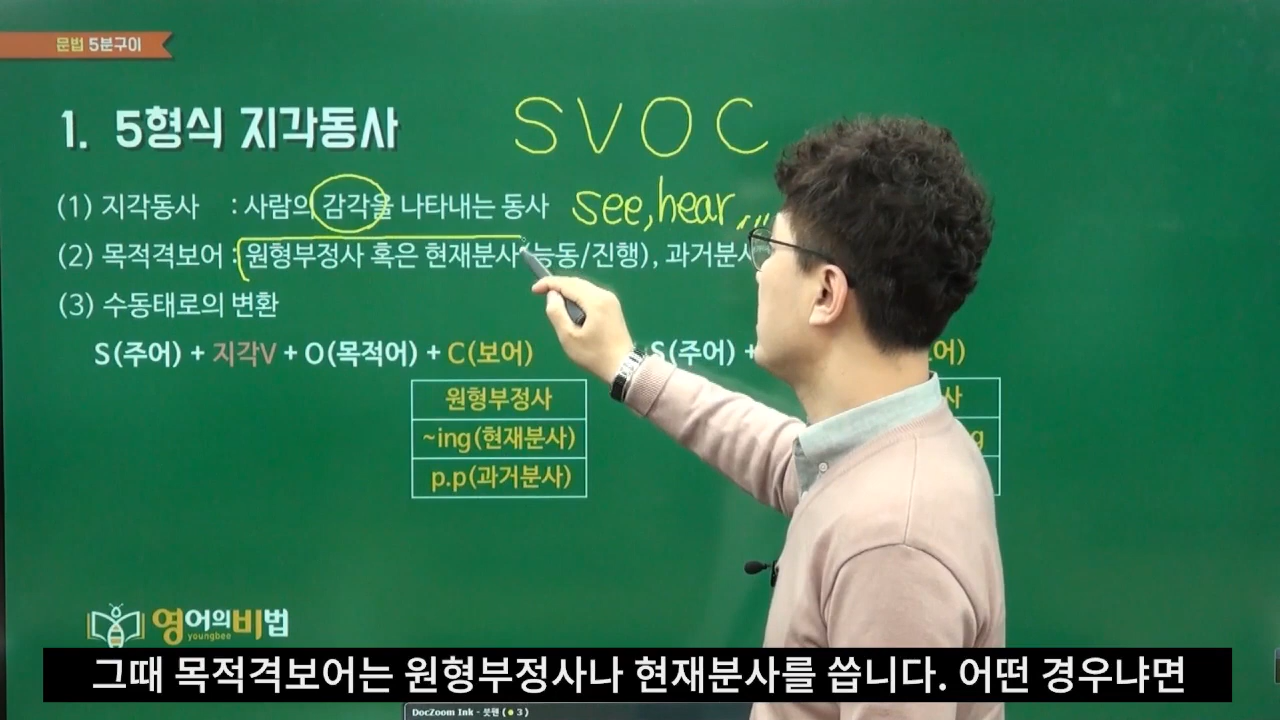 문법 5분구이
1. 5형식 지각동사
SVOC
(1) 지각동사 : 사람의 감각을 나타내는 동사
see, hear, ,,,
(2) 목적격보어 : 원형부정사 혹은 현재분사(능동/진행), 과거분사
(3) 수동태로의 변환
S(주어) + 지각V + O(목적어) + C(보어)
S(주어) +
어)
원형부정사
사
~ing(현재분사)
g
p.p(과거분사)
영어의비법
youngbee
그때 목적격보어는 원형부정사나 현재분사를 씁니다. 어떤 경우냐면
DocZoom Ink - 붓펜 ( 3 )